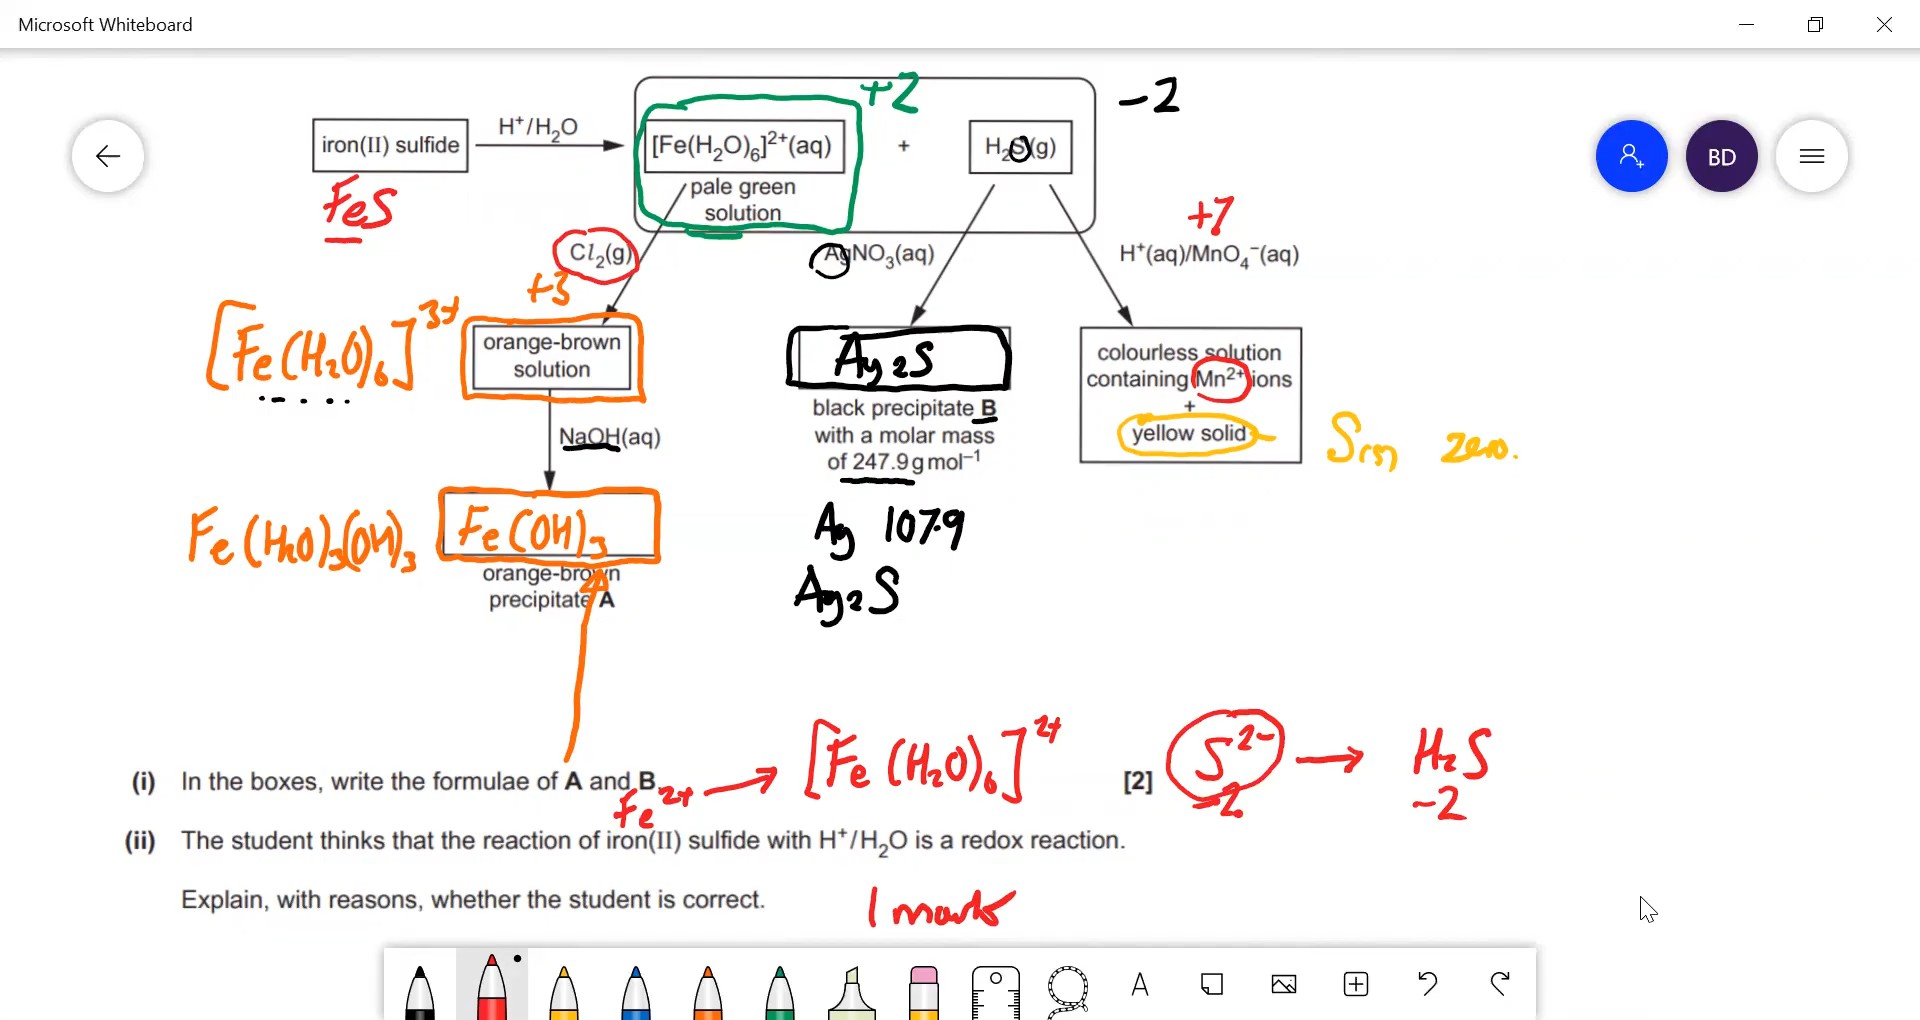 Microsoft Whiteboard
+2
-2
iron(II) sulfide
H⁺/H₂O
[Fe(H₂O)₆]²⁺(aq)
+
H₂S(g)
BD
pale green
solution
FeS
+7
Cl₂(g)
AgNO₃(aq)
H⁺(aq)/MnO₄⁻(aq)
+3
[Fe(H₂O)₆]³⁺
orange-brown
solution
Ag₂S
colourless solution
containing Mn²⁺ ions
+
yellow solid
S(s) zero.
black precipitate B
with a molar mass
of 247.9 g mol⁻¹
NaOH(aq)
Fe(H₂O)₃(OH)₃
Fe(OH)₃
Ag 107.9
orange-brown
precipitate A
Ag₂S
(i) In the boxes, write the formulae of A and B.
[2]
Fe²⁺ → [Fe(H₂O)₆]²⁺
S²⁻ → H₂S
-2 -2
(ii) The student thinks that the reaction of iron(II) sulfide with H⁺/H₂O is a redox reaction.
Explain, with reasons, whether the student is correct.
1 mark
A